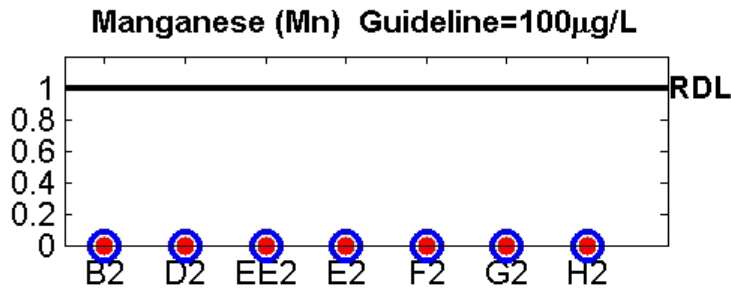 Manganese (Mn) Guideline=100μg/L
1 RDL
0.8
0.6
0.4
0.2
0
B2 D2 EE2 E2 F2 G2 H2